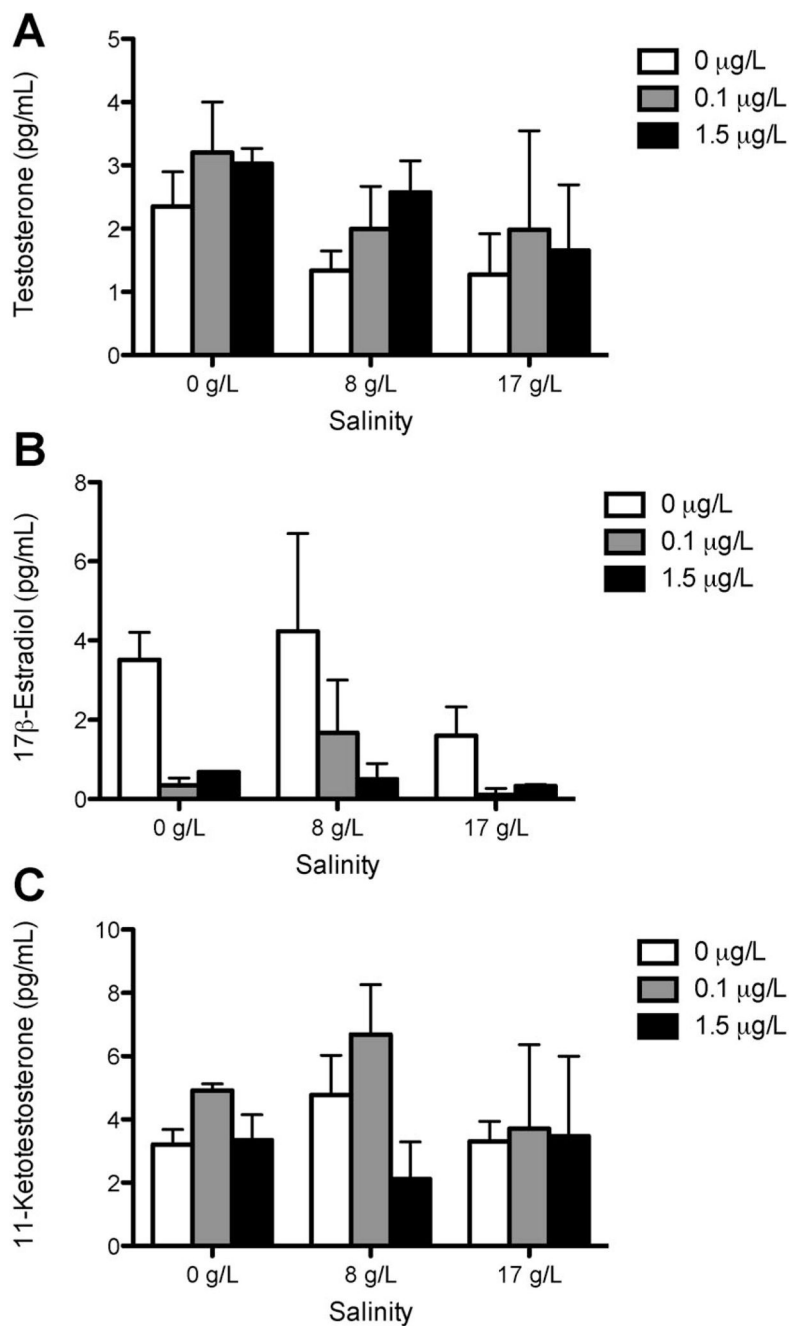 A
Testosterone (pg/mL)
5
4
3
2
1
0
0 g/L
8 g/L
17 g/L
Salinity
0 μg/L
0.1 μg/L
1.5 μg/L
B
17β-Estradiol (pg/mL)
8
6
4
2
0
0 g/L
8 g/L
17 g/L
Salinity
0 μg/L
0.1 μg/L
1.5 μg/L
C
11-Ketotestosterone (pg/mL)
10
8
6
4
2
0
0 g/L
8 g/L
17 g/L
Salinity
0 μg/L
0.1 μg/L
1.5 μg/L